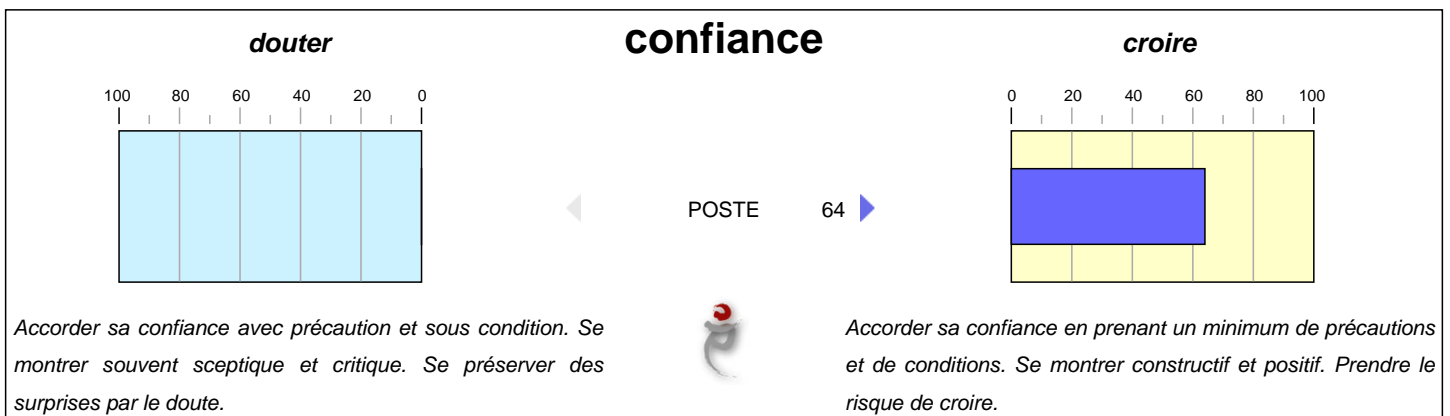 douter
confiance
croire
100 80 60 40 20 0
0 20 40 60 80 100
POSTE 64
Accorder sa confiance avec précaution et sous condition. Se
montrer souvent sceptique et critique. Se préserver des
surprises par le doute.
Accorder sa confiance en prenant un minimum de précautions
et de conditions. Se montrer constructif et positif. Prendre le
risque de croire.